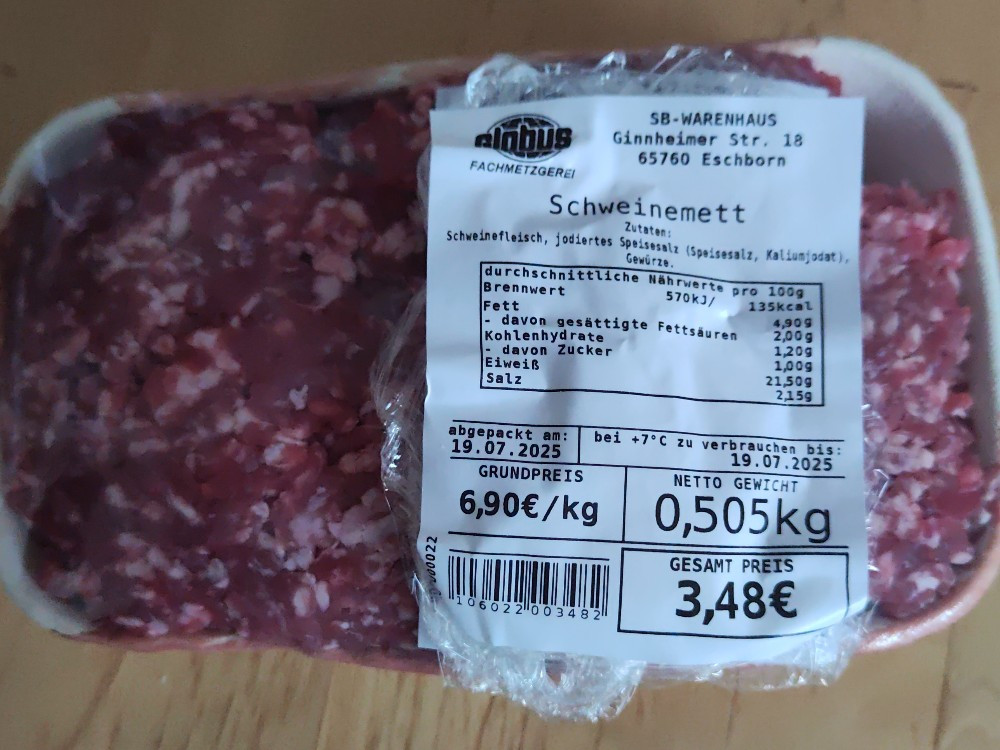 Globus
FACHMETZGEREI
SB-WARENHAUS
Ginnheimer Str. 18
65760 Eschborn
Schweinemett
Zutaten:
Schweinefleisch, jodiertes Speisesalz (Speisesalz, Kaliumjodat),
Gewürze.
durchschnittliche Nährwerte pro 100g
Brennwert 570kJ/ 135kcal
Fett 4,90g
- davon gesättigte Fettsäuren 2,00g
Kohlenhydrate 1,20g
- davon Zucker 1,00g
Eiweiß 21,50g
Salz 2,15g
abgepackt am:
19.07.2025
bei +7°C zu verbrauchen bis:
19.07.2025
GRUNDPREIS
6,90€/kg
NETTO GEWICHT
0,505kg
GESAMT PREIS
3,48€
106022 003482